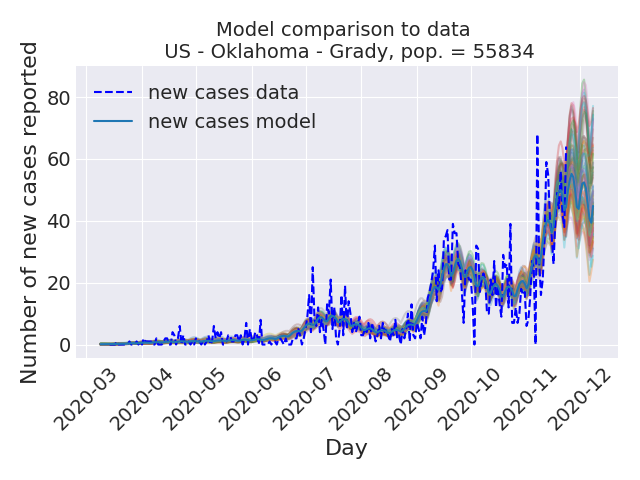 Model comparison to data
US - Oklahoma - Grady, pop. = 55834
new cases data
new cases model
Number of new cases reported
80
60
40
20
0
2020-03
2020-04
2020-05
2020-06
2020-07
2020-08
2020-09
2020-10
2020-11
2020-12
Day